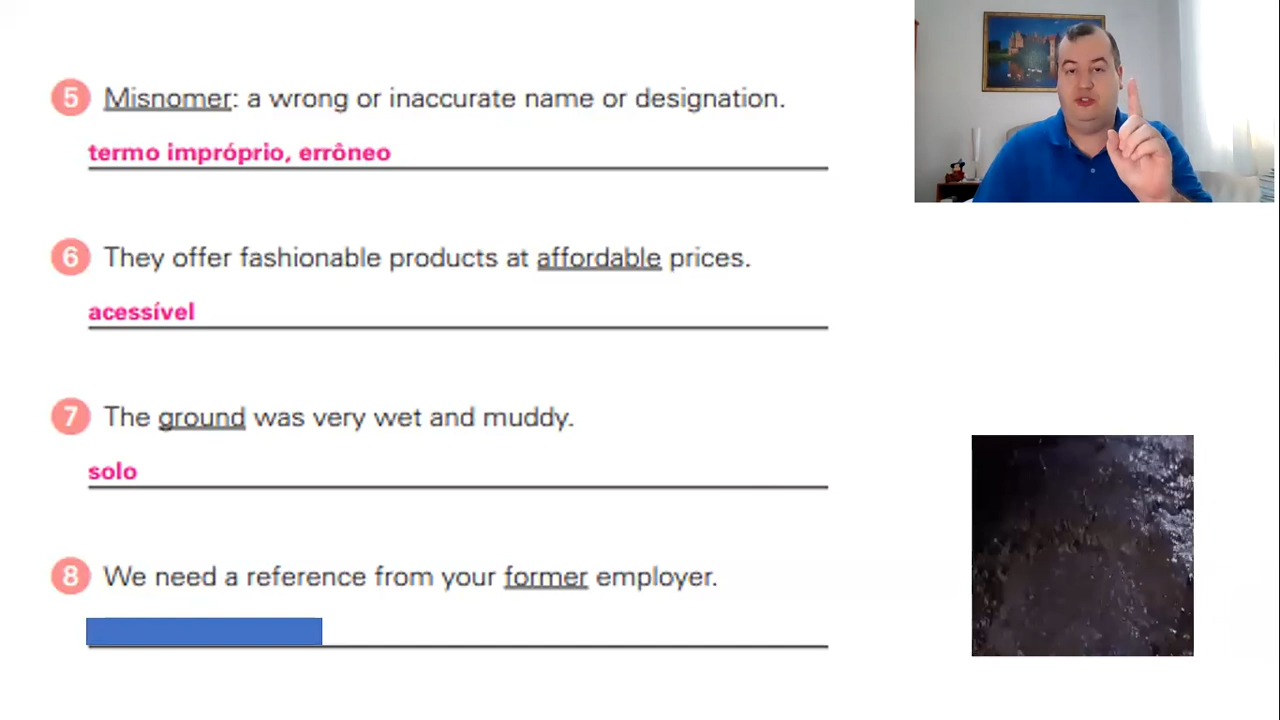 5 Misnomer: a wrong or inaccurate name or designation.
termo impróprio, errôneo
6 They offer fashionable products at affordable prices.
acessível
7 The ground was very wet and muddy.
solo
8 We need a reference from your former employer.